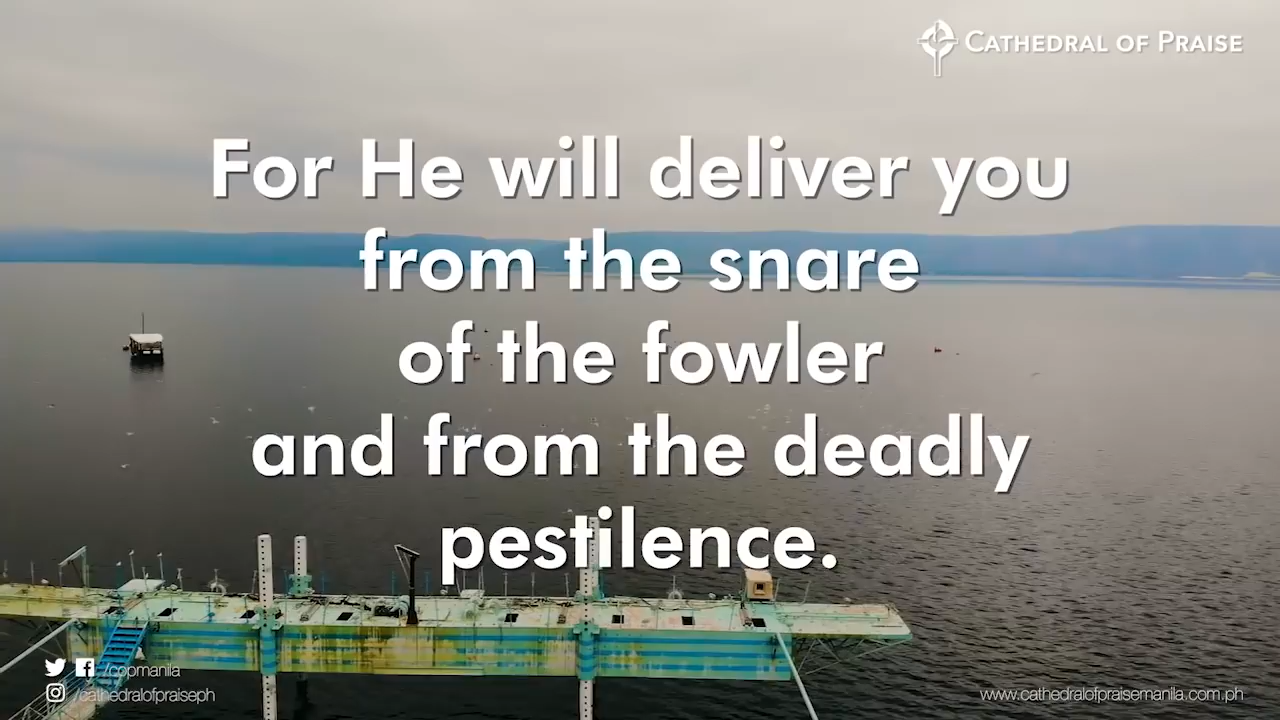 CATHEDRAL OF PRAISE
For He will deliver you
from the snare
of the fowler
and from the deadly
pestilence.
/copmanila
/cathedralofpraiseph
www.cathedralofpraisemanila.com.ph